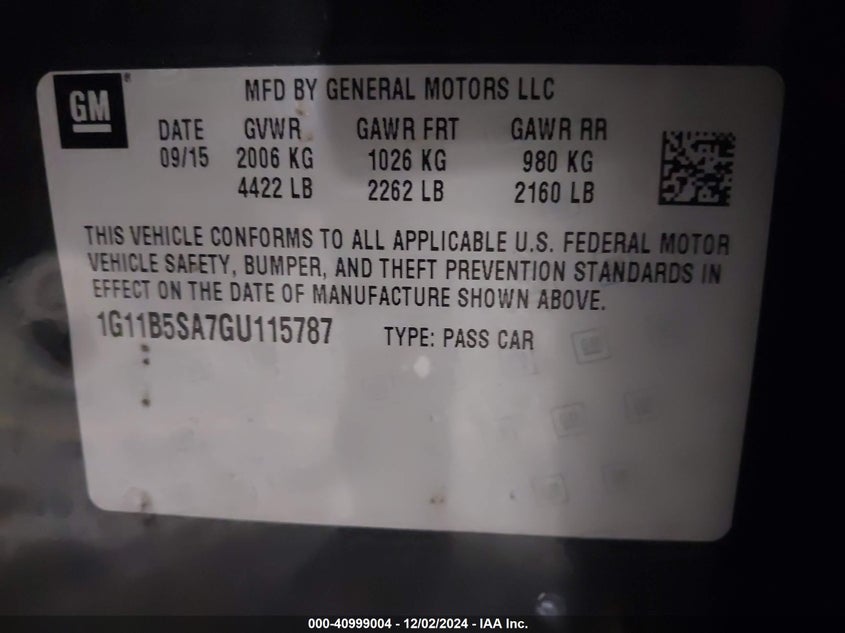 GM®
MFD BY GENERAL MOTORS LLC
DATE GVWR GAWR FRT GAWR RR
09/15 2006 KG 1026 KG 980 KG
4422 LB 2262 LB 2160 LB
THIS VEHICLE CONFORMS TO ALL APPLICABLE U.S. FEDERAL MOTOR
VEHICLE SAFETY, BUMPER, AND THEFT PREVENTION STANDARDS IN
EFFECT ON THE DATE OF MANUFACTURE SHOWN ABOVE.
1G11B5SA7GU115787 TYPE: PASS CAR
000-40999004 - 12/02/2024 - IAA Inc.